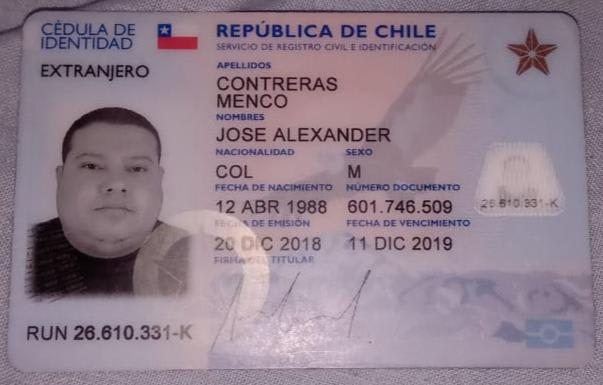 CÉDULA DE
IDENTIDAD
REPÚBLICA DE CHILE
SERVICIO DE REGISTRO CIVIL E IDENTIFICACIÓN
EXTRANJERO
APELLIDOS
CONTRERAS
MENCO
NOMBRES
JOSE ALEXANDER
NACIONALIDAD SEXO
COL M
FECHA DE NACIMIENTO NÚMERO DOCUMENTO
12 ABR 1988 601.746.509
26.610.331-K
FECHA DE EMISIÓN FECHA DE VENCIMIENTO
20 DIC 2018 11 DIC 2019
FIRMA DEL TITULAR
RUN 26.610.331-K